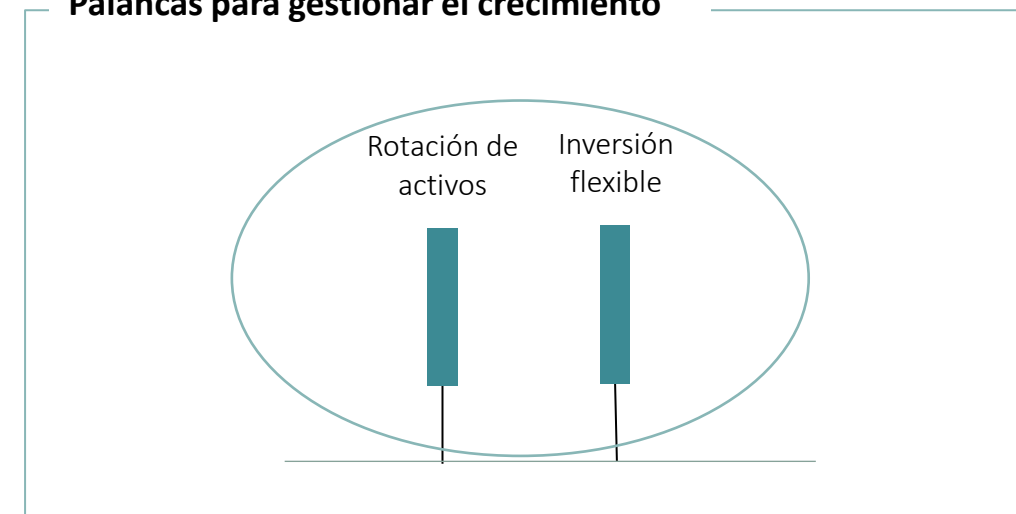 Palancas para gestionar el crecimiento
Rotación de
activos
Inversión
flexible